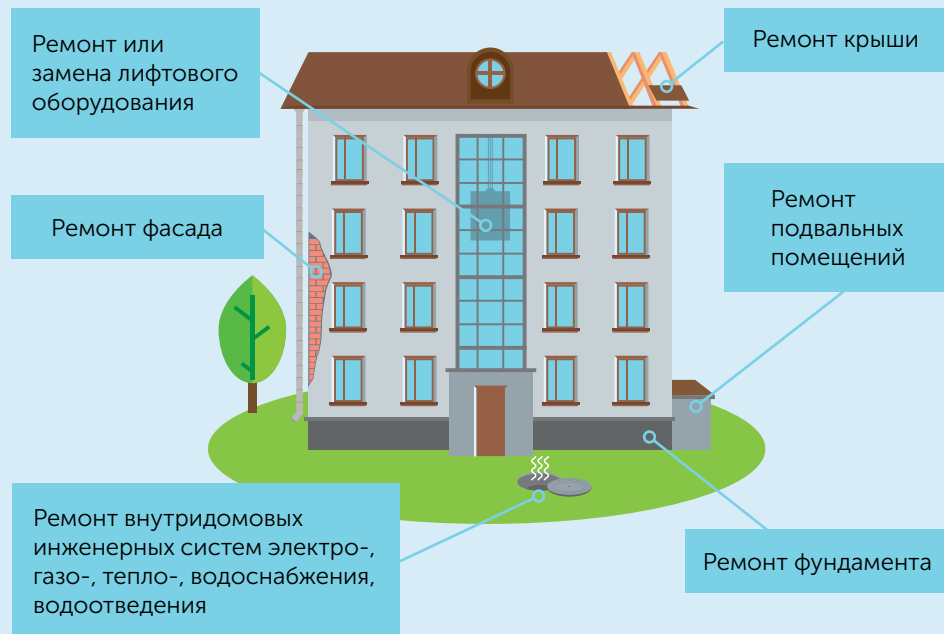 Ремонт или
замена лифтового
оборудования
Ремонт крыши
Ремонт фасада
Ремонт
подвальных
помещений
Ремонт внутридомовых
инженерных систем электро-,
газо-, тепло-, водоснабжения,
водоотведения
Ремонт фундамента